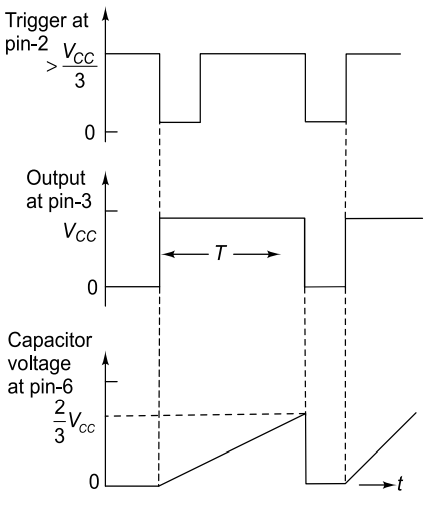 Trigger at
pin-2
> V_CC/3
0
Output
at pin-3
V_CC
T
0
Capacitor
voltage
at pin-6
2/3 V_CC
0
t